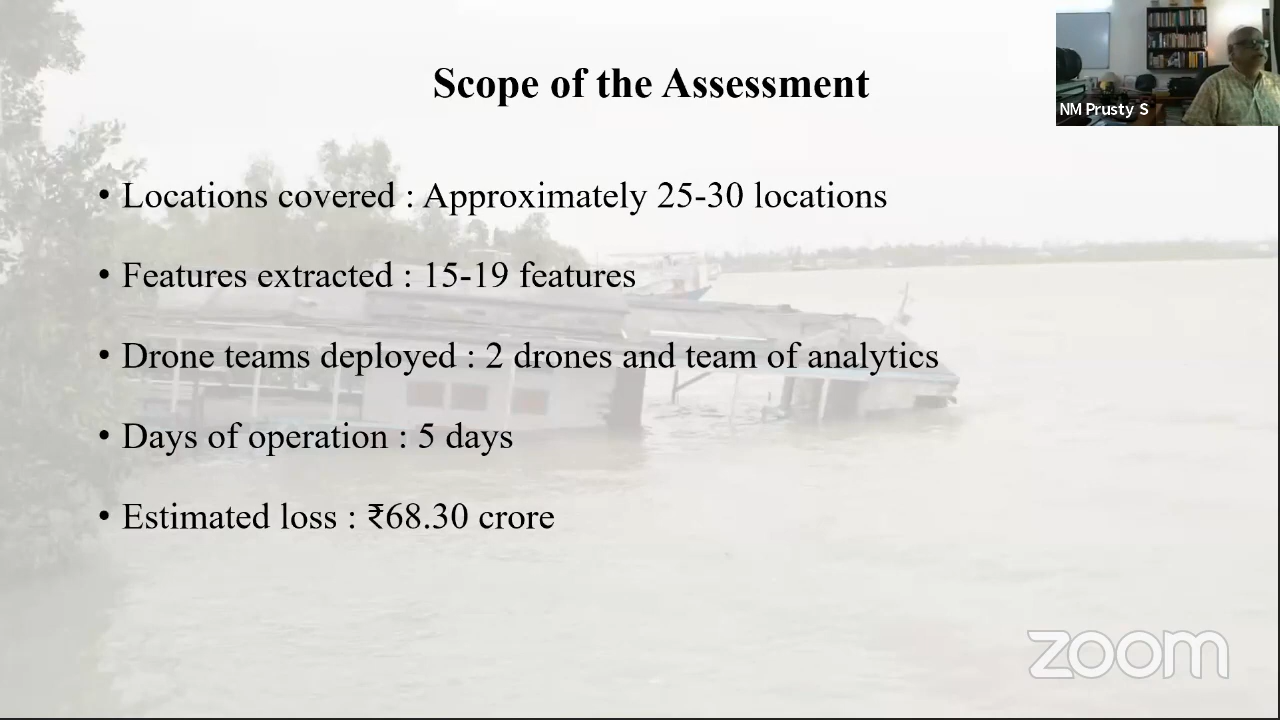 Scope of the Assessment
NM Prusty S
• Locations covered : Approximately 25-30 locations
• Features extracted : 15-19 features
• Drone teams deployed : 2 drones and team of analytics
• Days of operation : 5 days
• Estimated loss : ₹68.30 crore
zoom